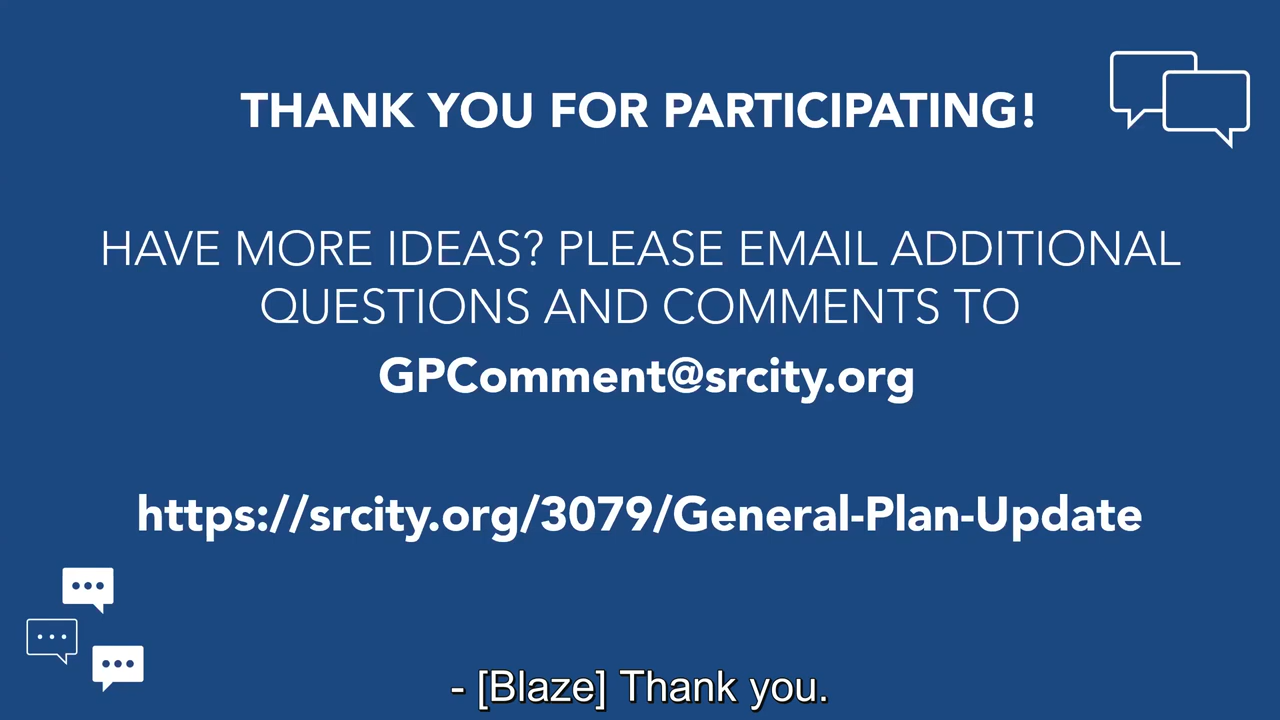 THANK YOU FOR PARTICIPATING!
HAVE MORE IDEAS? PLEASE EMAIL ADDITIONAL
QUESTIONS AND COMMENTS TO
GPComment@srcity.org
https://srcity.org/3079/General-Plan-Update
- [Blaze] Thank you.